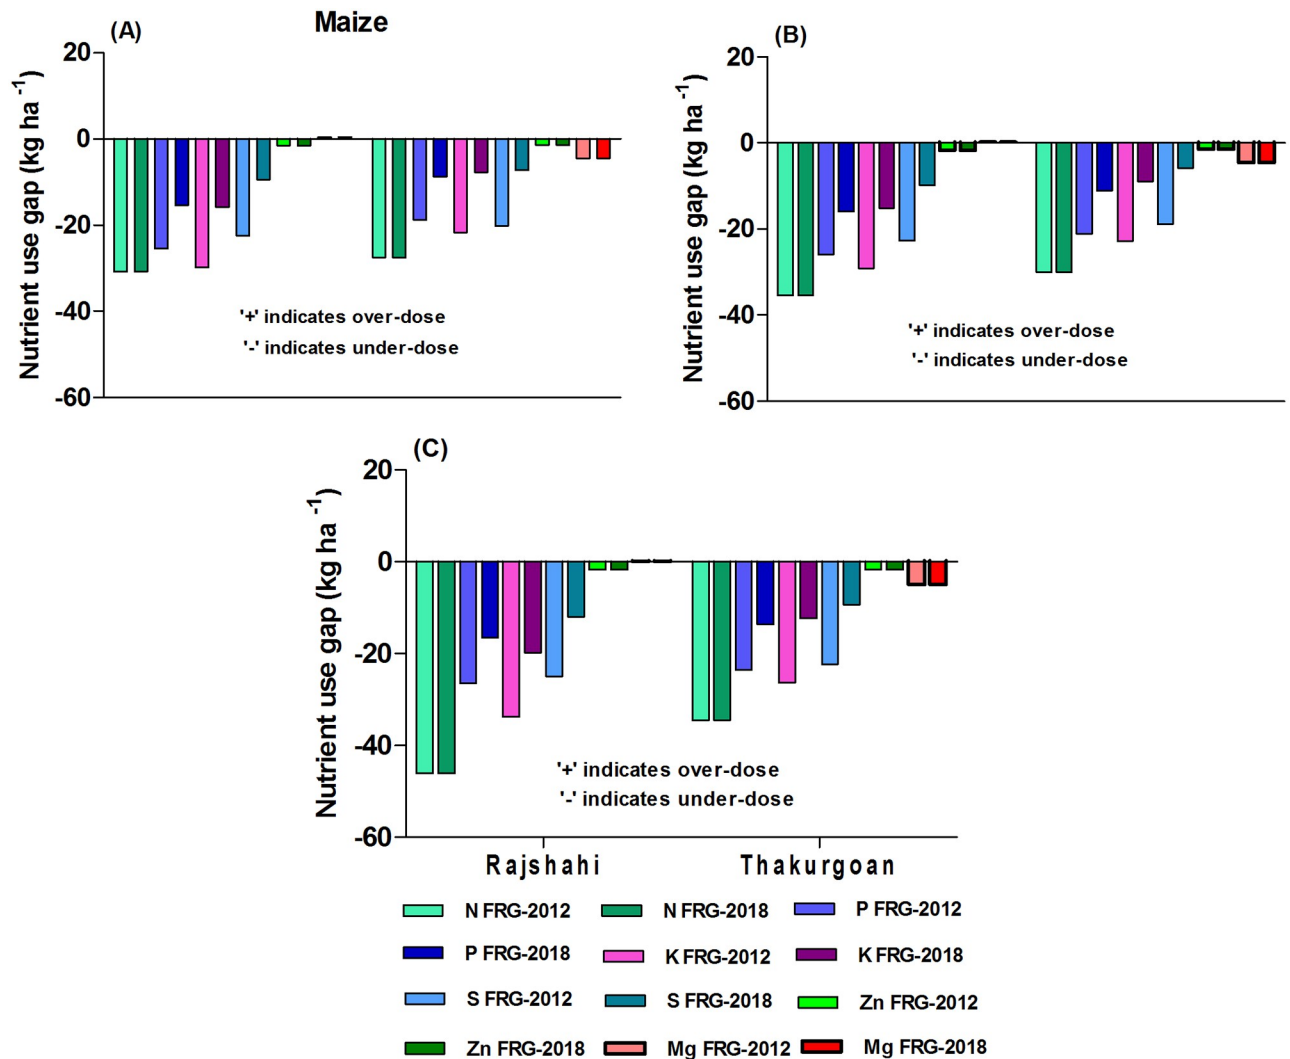 Maize
(A)
Nutrient use gap (kg ha -1)
20
0
-20
-40
-60
'+' indicates over-dose
'-' indicates under-dose
(B)
Nutrient use gap (kg ha -1)
20
0
-20
-40
-60
'+' indicates over-dose
'-' indicates under-dose
(C)
Nutrient use gap (kg ha -1)
20
0
-20
-40
-60
'+' indicates over-dose
'-' indicates under-dose
Rajshahi Thakurgoan
N FRG-2012 N FRG-2018 P FRG-2012
P FRG-2018 K FRG-2012 K FRG-2018
S FRG-2012 S FRG-2018 Zn FRG-2012
Zn FRG-2018 Mg FRG-2012 Mg FRG-2018